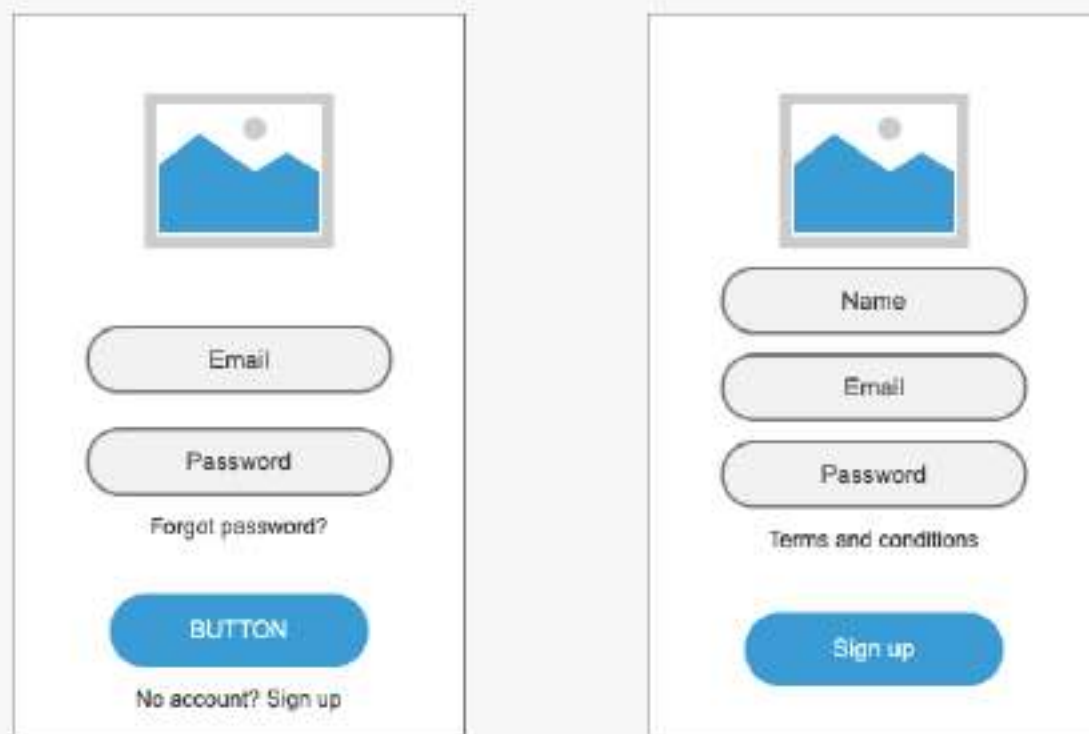 Email
Password
Forgot password?
BUTTON
No account? Sign up
Name
Email
Password
Terms and conditions
Sign up